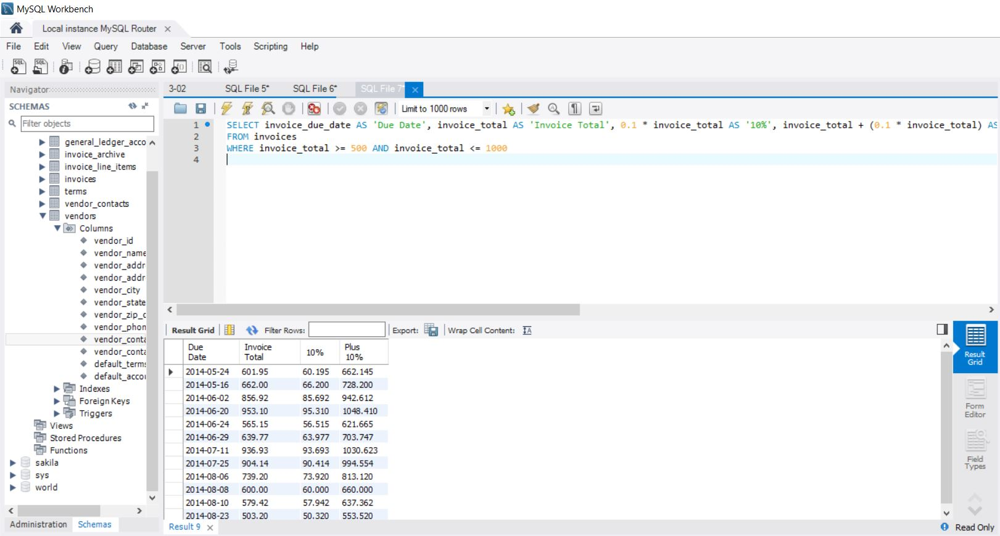 MySQL Workbench
Local instance MySQL Router
File Edit View Query Database Server Tools Scripting Help
Navigator
SCHEMAS
Filter objects
general_ledger_acco
invoice_archive
invoice_line_items
invoices
terms
vendor_contacts
vendors
Columns
vendor_id
vendor_name
vendor_addr
vendor_addr
vendor_city
vendor_state
vendor_zip_c
vendor_phon
vendor_conta
vendor_conta
default_terms
default_accou
Indexes
Foreign Keys
Triggers
Views
Stored Procedures
Functions
sakila
sys
world
Administration Schemas
3-02 SQL File 5* SQL File 6* SQL File 7*
Limit to 1000 rows
1 SELECT invoice_due_date AS 'Due Date', invoice_total AS 'Invoice Total', 0.1 * invoice_total AS '10%', invoice_total + (0.1 * invoice_total) AS
2 FROM invoices
3 WHERE invoice_total >= 500 AND invoice_total <= 1000
4
Result Grid Filter Rows: Export: Wrap Cell Content:
Due Date Invoice Total 10% Plus 10%
2014-05-24 601.95 60.195 662.145
2014-05-16 662.00 66.200 728.200
2014-06-02 856.92 85.692 942.612
2014-06-20 953.10 95.310 1048.410
2014-06-24 565.15 56.515 621.665
2014-06-29 639.77 63.977 703.747
2014-07-11 936.93 93.693 1030.623
2014-07-25 904.14 90.414 994.554
2014-08-06 739.20 73.920 813.120
2014-08-08 600.00 60.000 660.000
2014-08-10 579.42 57.942 637.362
2014-08-23 503.20 50.320 553.520
Result 9
Result
Grid
Form
Editor
Field
Types
Read Only